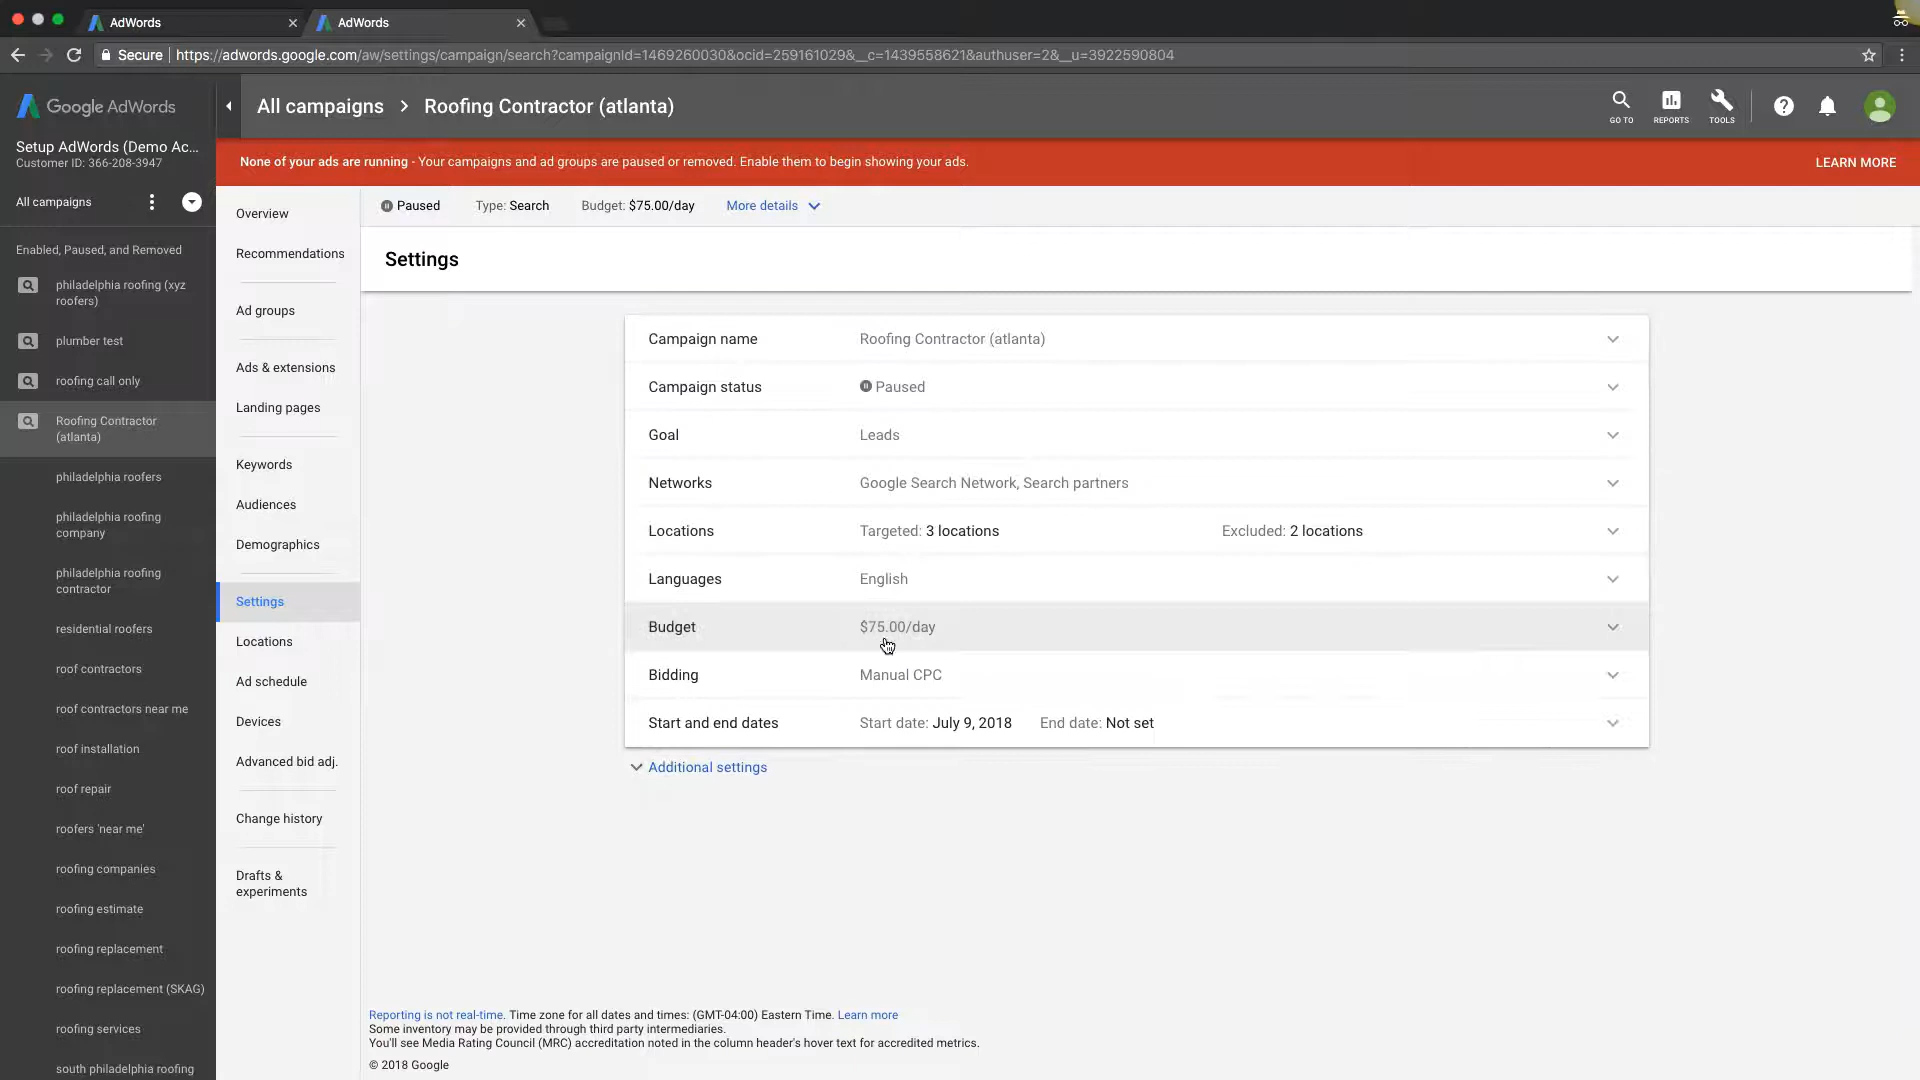 AdWords
AdWords
Secure https://adwords.google.com/aw/settings/campaign/search?campaignId=1469260030&ocid=259161029&__c=1439558621&authuser=2&__u=3922590804
Google AdWords
All campaigns > Roofing Contractor (atlanta)
GO TO
REPORTS
TOOLS
Setup AdWords (Demo Ac...
Customer ID: 366-208-3947
None of your ads are running - Your campaigns and ad groups are paused or removed. Enable them to begin showing your ads.
LEARN MORE
All campaigns
Enabled, Paused, and Removed
philadelphia roofing (xyz
roofers)
plumber test
roofing call only
Roofing Contractor
(atlanta)
philadelphia roofers
philadelphia roofing
company
philadelphia roofing
contractor
residential roofers
roof contractors
roof contractors near me
roof installation
roof repair
roofers 'near me'
roofing companies
roofing estimate
roofing replacement
roofing replacement (SKAG)
roofing services
south philadelphia roofing
Overview
Recommendations
Ad groups
Ads & extensions
Landing pages
Keywords
Audiences
Demographics
Settings
Locations
Ad schedule
Devices
Advanced bid adj.
Change history
Drafts &
experiments
Paused Type: Search Budget: $75.00/day More details
Settings
Campaign name Roofing Contractor (atlanta)
Campaign status Paused
Goal Leads
Networks Google Search Network, Search partners
Locations Targeted: 3 locations Excluded: 2 locations
Languages English
Budget $75.00/day
Bidding Manual CPC
Start and end dates Start date: July 9, 2018 End date: Not set
Additional settings
Reporting is not real-time. Time zone for all dates and times: (GMT-04:00) Eastern Time. Learn more
Some inventory may be provided through third party intermediaries.
You'll see Media Rating Council (MRC) accreditation noted in the column header's hover text for accredited metrics.
© 2018 Google